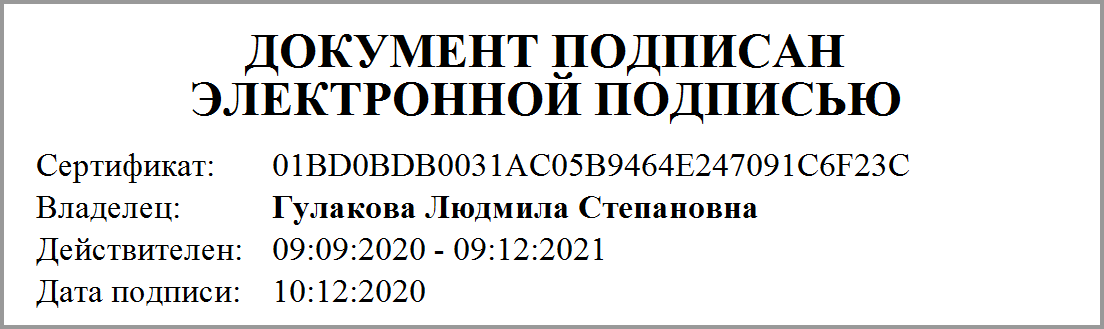 ДОКУМЕНТ ПОДПИСАН
ЭЛЕКТРОННОЙ ПОДПИСЬЮ
Сертификат: 01BD0BDB0031AC05B9464E247091C6F23C
Владелец: Гулакова Людмила Степановна
Действителен: 09:09:2020 - 09:12:2021
Дата подписи: 10:12:2020